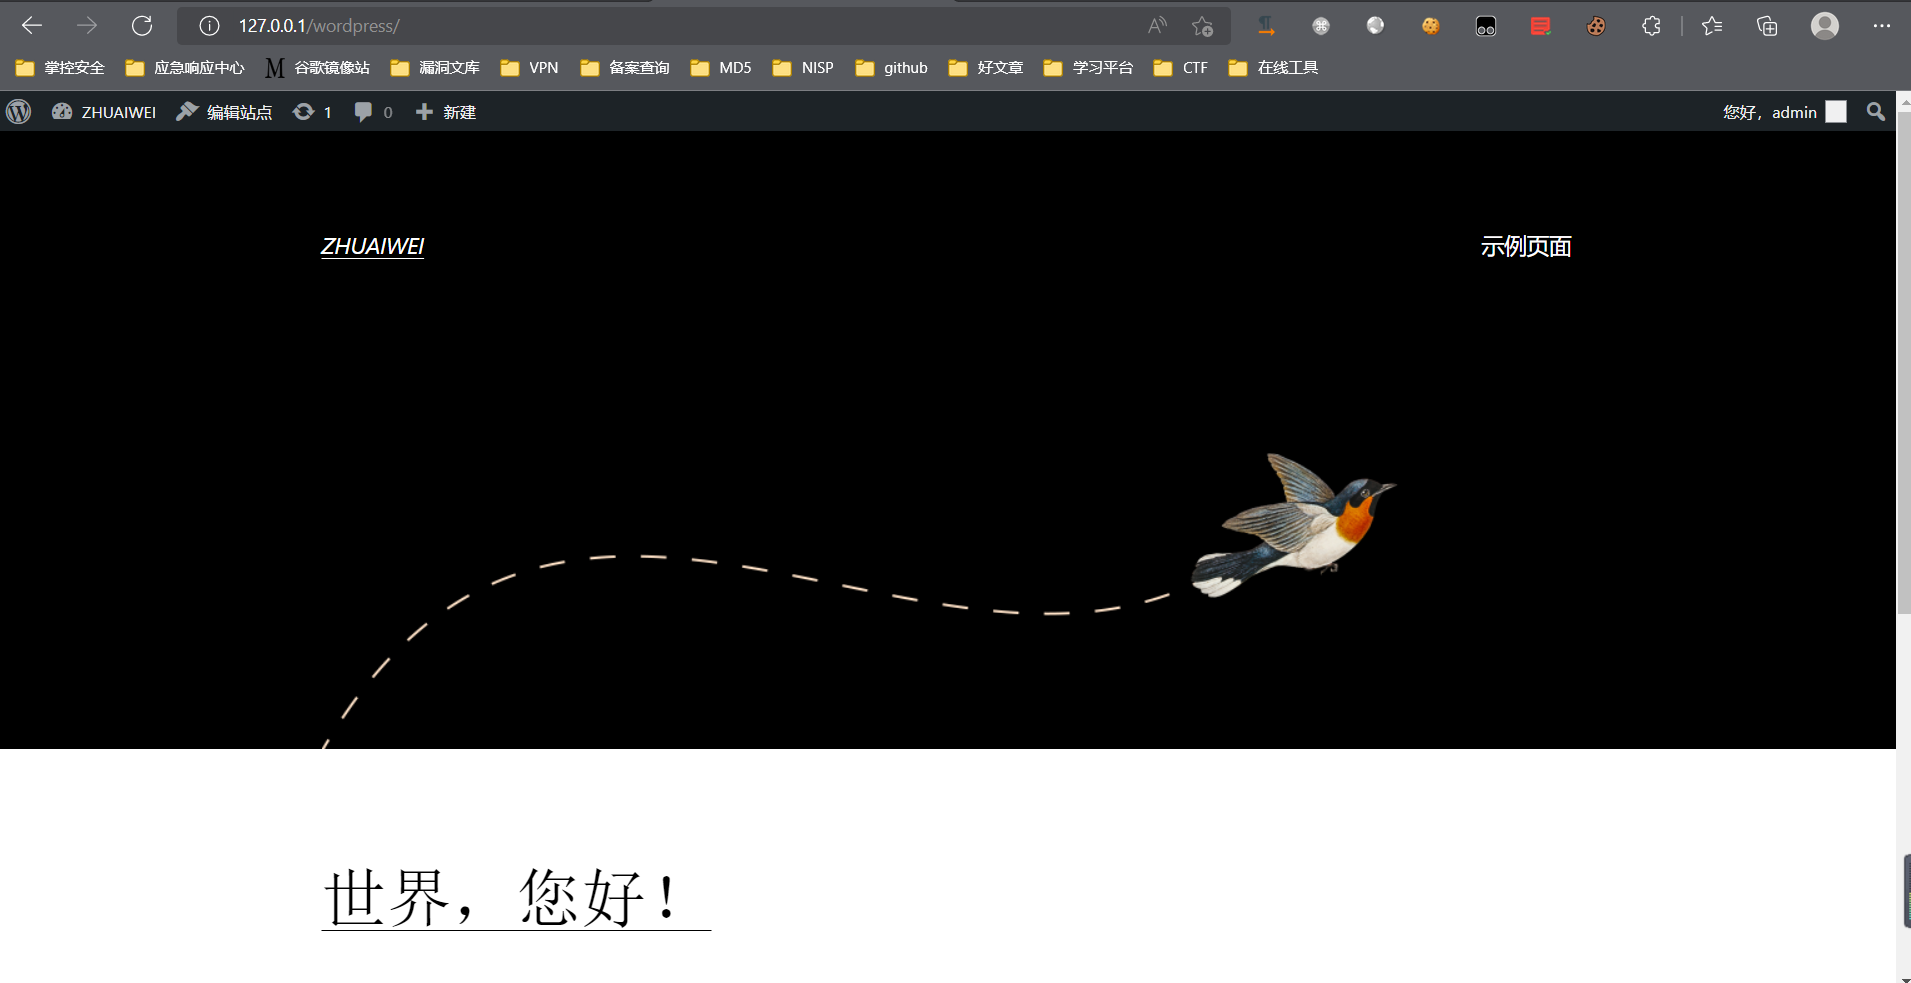 127.0.0.1/wordpress/
掌控安全 应急响应中心 M 谷歌镜像站 漏洞文库 VPN 备案查询 MD5 NISP github 好文章 学习平台 CTF 在线工具
ZHUAIWEI 编辑站点 1 0 新建 您好，admin
ZHUAIWEI 示例页面
世界，您好！